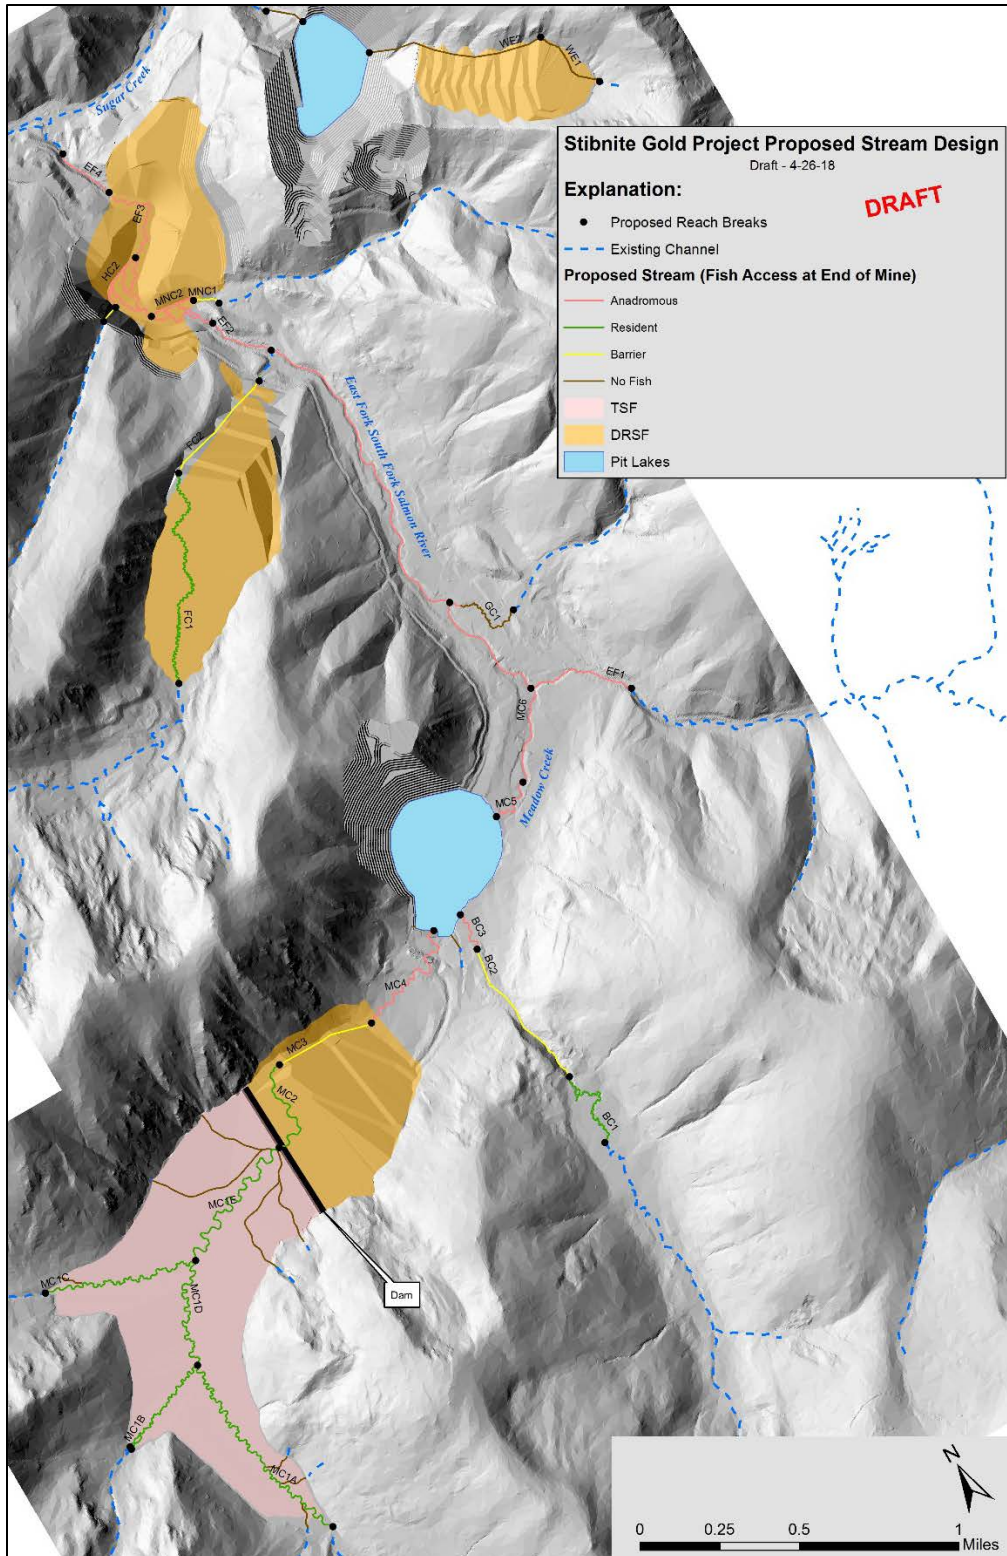 WE2
WE1
Sugar Creek
Stibnite Gold Project Proposed Stream Design
Draft - 4-26-18
DRAFT
Explanation:
Proposed Reach Breaks
Existing Channel
Proposed Stream (Fish Access at End of Mine)
Anadromous
Resident
Barrier
No Fish
TSF
DRSF
Pit Lakes
EF4
EF3
HC2
MNC2
MNC1
EF2
East Fork South Fork Salmon River
FC2
FC1
GC1
EF1
MC6
MC5
Meadow Creek
BC3
BC2
MC4
MC3
MC2
BC1
MC1E
MC1C
MC1D
Dam
MC1B
MC1A
N
0 0.25 0.5 1
Miles